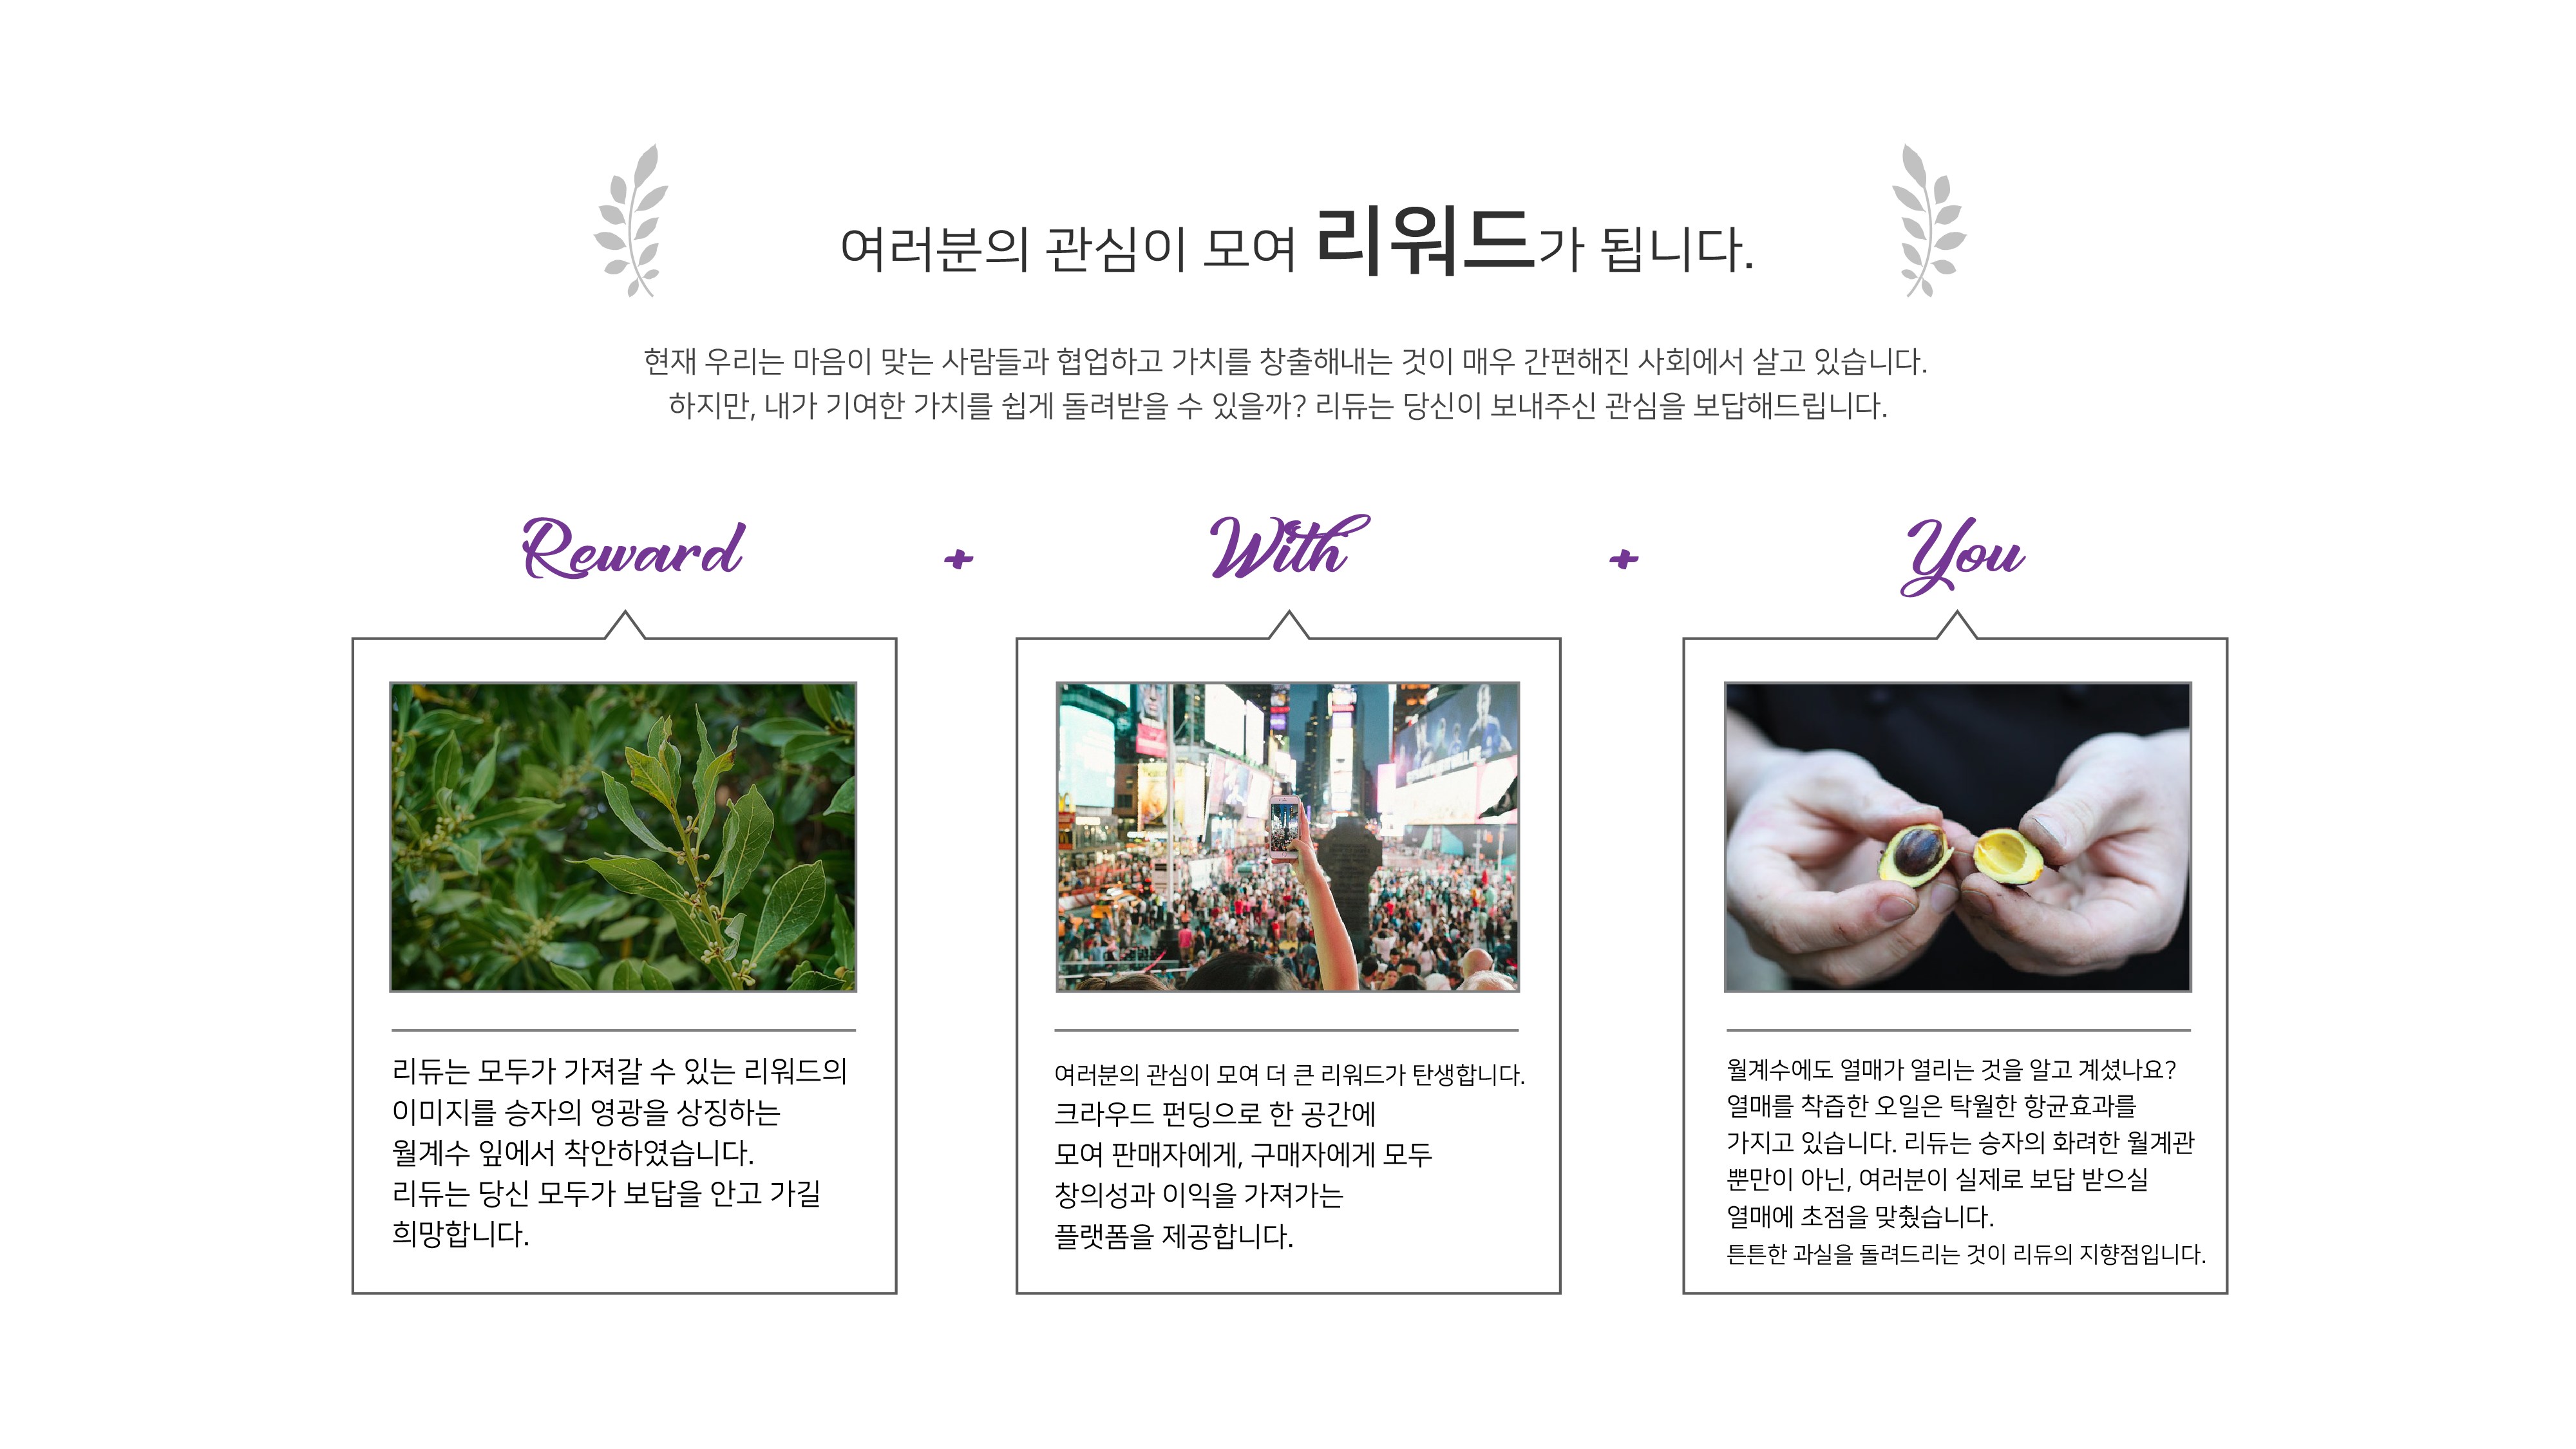 여러분의 관심이 모여 리워드가 됩니다.
현재 우리는 마음이 맞는 사람들과 협업하고 가치를 창출해내는 것이 매우 간편해진 사회에서 살고 있습니다.
하지만, 내가 기여한 가치를 쉽게 돌려받을 수 있을까? 리듀는 당신이 보내주신 관심을 보답해드립니다.
Reward + With + You
리듀는 모두가 가져갈 수 있는 리워드의
이미지를 승자의 영광을 상징하는
월계수 잎에서 착안하였습니다.
리듀는 당신 모두가 보답을 안고 가길
희망합니다.
여러분의 관심이 모여 더 큰 리워드가 탄생합니다.
크라우드 펀딩으로 한 공간에
모여 판매자에게, 구매자에게 모두
창의성과 이익을 가져가는
플랫폼을 제공합니다.
월계수에도 열매가 열리는 것을 알고 계셨나요?
열매를 착즙한 오일은 탁월한 항균효과를
가지고 있습니다. 리듀는 승자의 화려한 월계관
뿐만이 아닌, 여러분이 실제로 보답 받으실
열매에 초점을 맞췄습니다.
튼튼한 과실을 돌려드리는 것이 리듀의 지향점입니다.